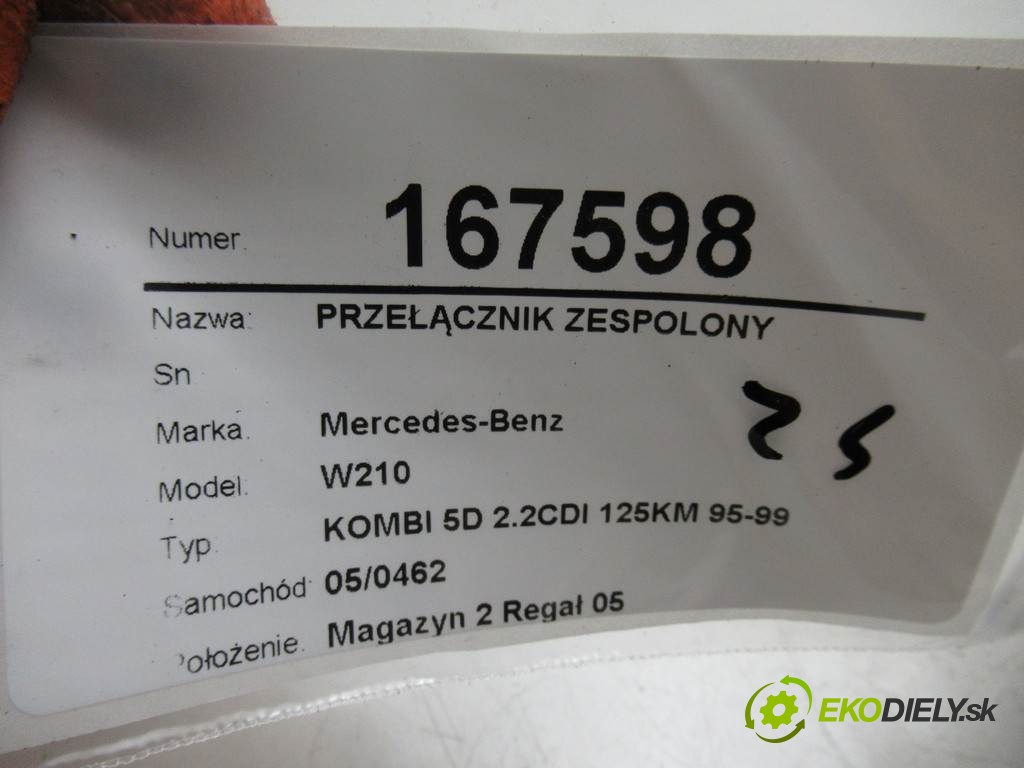 Numer. 167598
Nazwa: PRZEŁĄCZNIK ZESPOLONY
Sn
Marka. Mercedes-Benz
Model. W210
Typ. KOMBI 5D 2.2CDI 125KM 95-99
Samochód: 05/0462
Położenie. Magazyn 2 Regał 05
EKODIELY.sk